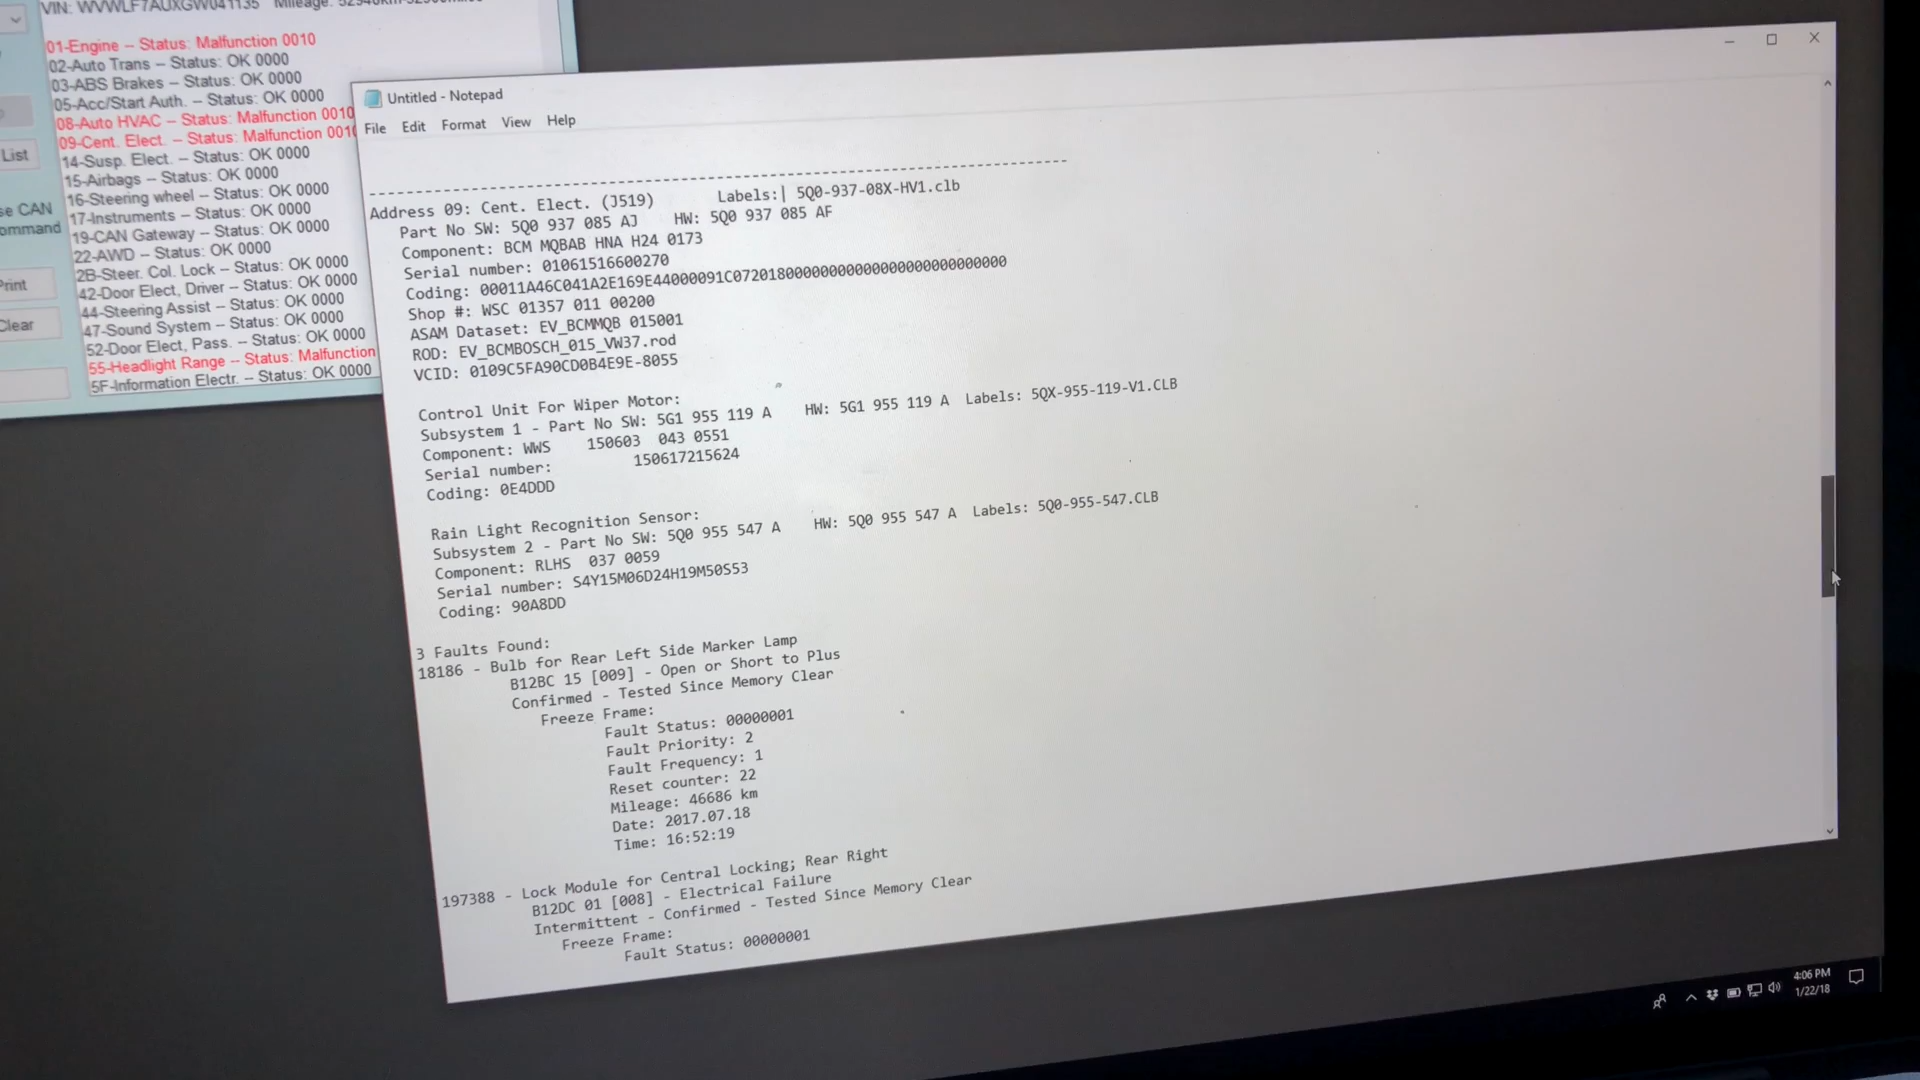 VIN: WVWLF7AUXGW041135 Mileage:
01-Engine -- Status: Malfunction 0010
02-Auto Trans -- Status: OK 0000
03-ABS Brakes -- Status: OK 0000
05-Acc/Start Auth. -- Status: OK 0000
08-Auto HVAC -- Status: Malfunction 0010
09-Cent. Elect. -- Status: Malfunction 0010
14-Susp. Elect. -- Status: OK 0000
15-Airbags -- Status: OK 0000
16-Steering wheel -- Status: OK 0000
17-Instruments -- Status: OK 0000
19-CAN Gateway -- Status: OK 0000
22-AWD -- Status: OK 0000
2B-Steer. Col. Lock -- Status: OK 0000
42-Door Elect, Driver -- Status: OK 0000
44-Steering Assist -- Status: OK 0000
47-Sound System -- Status: OK 0000
52-Door Elect, Pass. -- Status: OK 0000
55-Headlight Range -- Status: Malfunction
5F-Information Electr. -- Status: OK 0000
List
se CAN
ommand
Print
Clear
Untitled - Notepad
File Edit Format View Help
--------------------------------------------------------------------------------
Address 09: Cent. Elect. (J519) Labels:| 5Q0-937-08X-HV1.clb
Part No SW: 5Q0 937 085 AJ HW: 5Q0 937 085 AF
Component: BCM MQBAB HNA H24 0173
Serial number: 01061516600270
Coding: 00011A46C041A2E169E44000091C0720180000000000000000000000000
Shop #: WSC 01357 011 00200
ASAM Dataset: EV_BCMMQB 015001
ROD: EV_BCMBOSCH_015_VW37.rod
VCID: 0109C5FA90CD0B4E9E-8055
Control Unit For Wiper Motor:
Subsystem 1 - Part No SW: 5G1 955 119 A HW: 5G1 955 119 A Labels: 5QX-955-119-V1.CLB
Component: WWS 150603 043 0551
Serial number: 150617215624
Coding: 0E4DDD
Rain Light Recognition Sensor:
Subsystem 2 - Part No SW: 5Q0 955 547 A HW: 5Q0 955 547 A Labels: 5Q0-955-547.CLB
Component: RLHS 037 0059
Serial number: S4Y15M06D24H19M50S53
Coding: 90A8DD
3 Faults Found:
18186 - Bulb for Rear Left Side Marker Lamp
B12BC 15 [009] - Open or Short to Plus
Confirmed - Tested Since Memory Clear
Freeze Frame:
Fault Status: 00000001
Fault Priority: 2
Fault Frequency: 1
Reset counter: 22
Mileage: 46686 km
Date: 2017.07.18
Time: 16:52:19
197388 - Lock Module for Central Locking; Rear Right
B12DC 01 [008] - Electrical Failure
Intermittent - Confirmed - Tested Since Memory Clear
Freeze Frame:
Fault Status: 00000001
4:06 PM
1/22/18